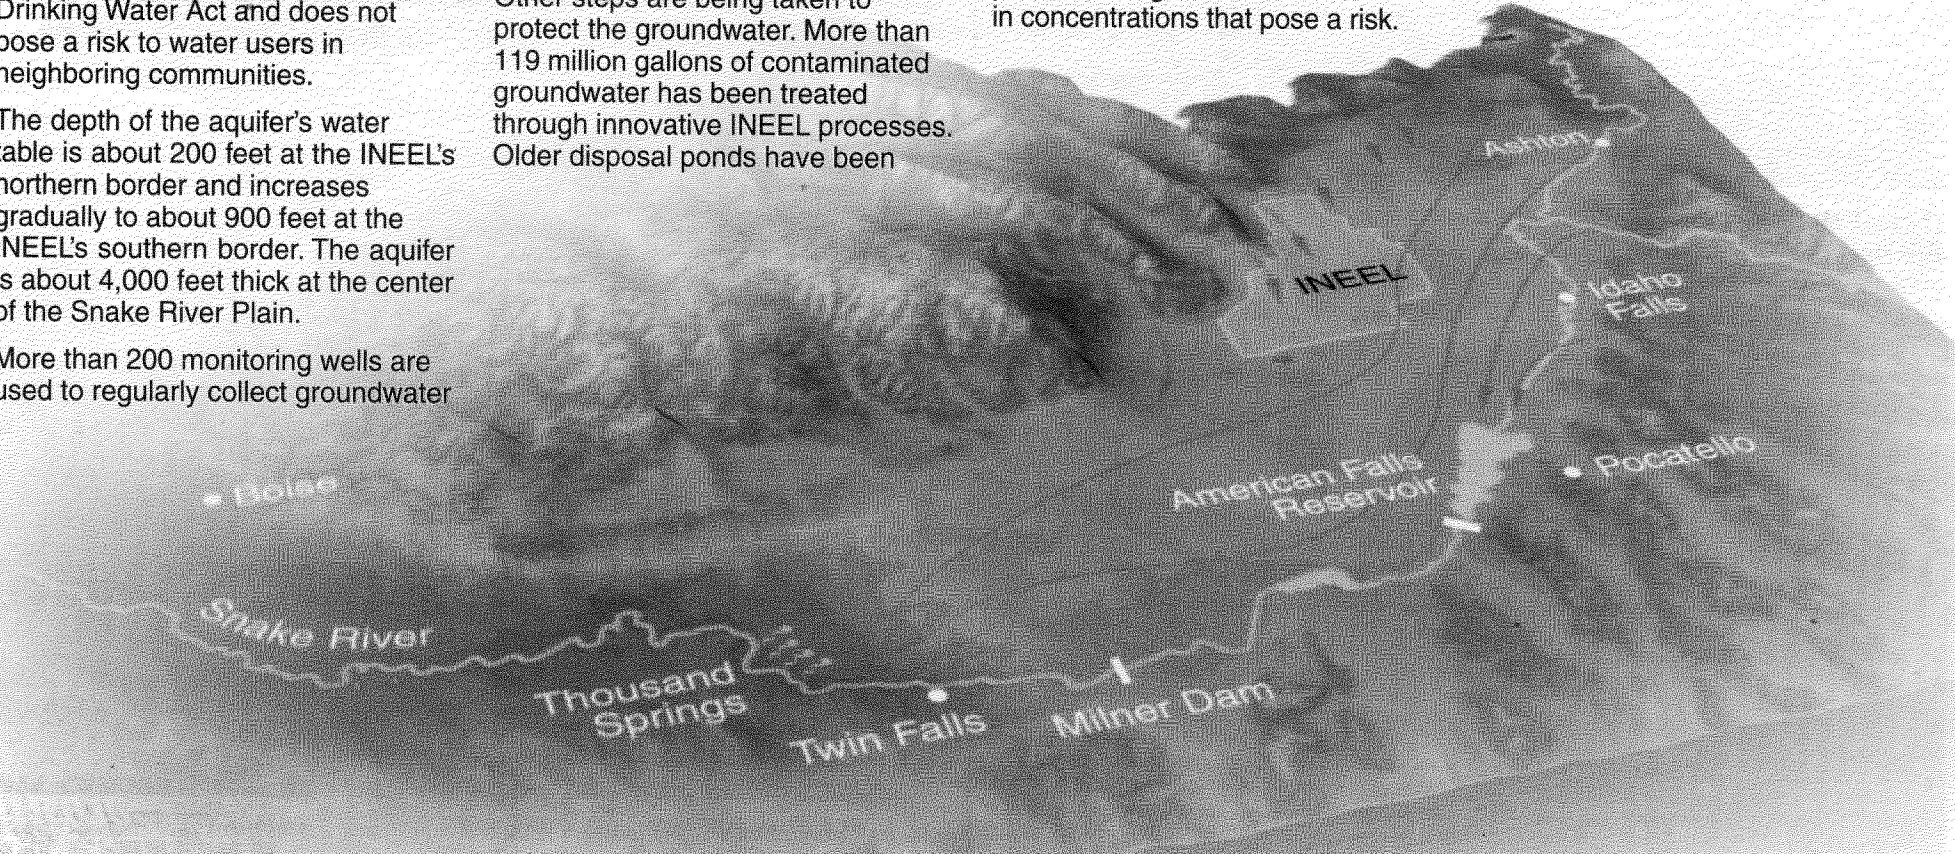 Drinking Water Act and does not
pose a risk to water users in
neighboring communities.
The depth of the aquifer's water
table is about 200 feet at the INEEL's
northern border and increases
gradually to about 900 feet at the
INEEL's southern border. The aquifer
is about 4,000 feet thick at the center
of the Snake River Plain.
More than 200 monitoring wells are
used to regularly collect groundwater
Other steps are being taken to
protect the groundwater. More than
119 million gallons of contaminated
groundwater has been treated
through innovative INEEL processes.
Older disposal ponds have been
in concentrations that pose a risk.
Ashton
INEEL
Idaho
Falls
Pocatello
American Falls
Reservoir
Boise
Snake River
Thousand
Springs
Twin Falls
Milner Dam